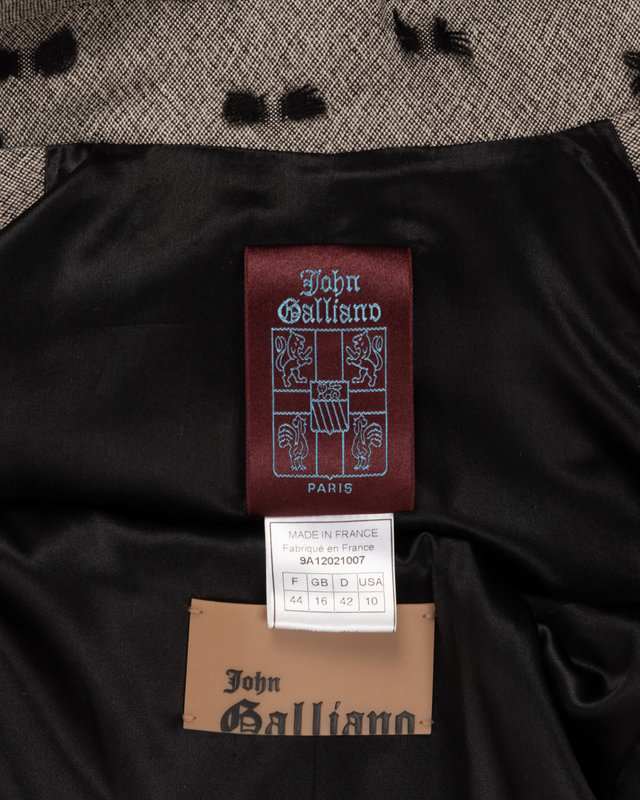 John
Galliano
PARIS
MADE IN FRANCE
Fabriqué en France
9A12021007
F GB D USA
44 16 42 10
John
Galliano